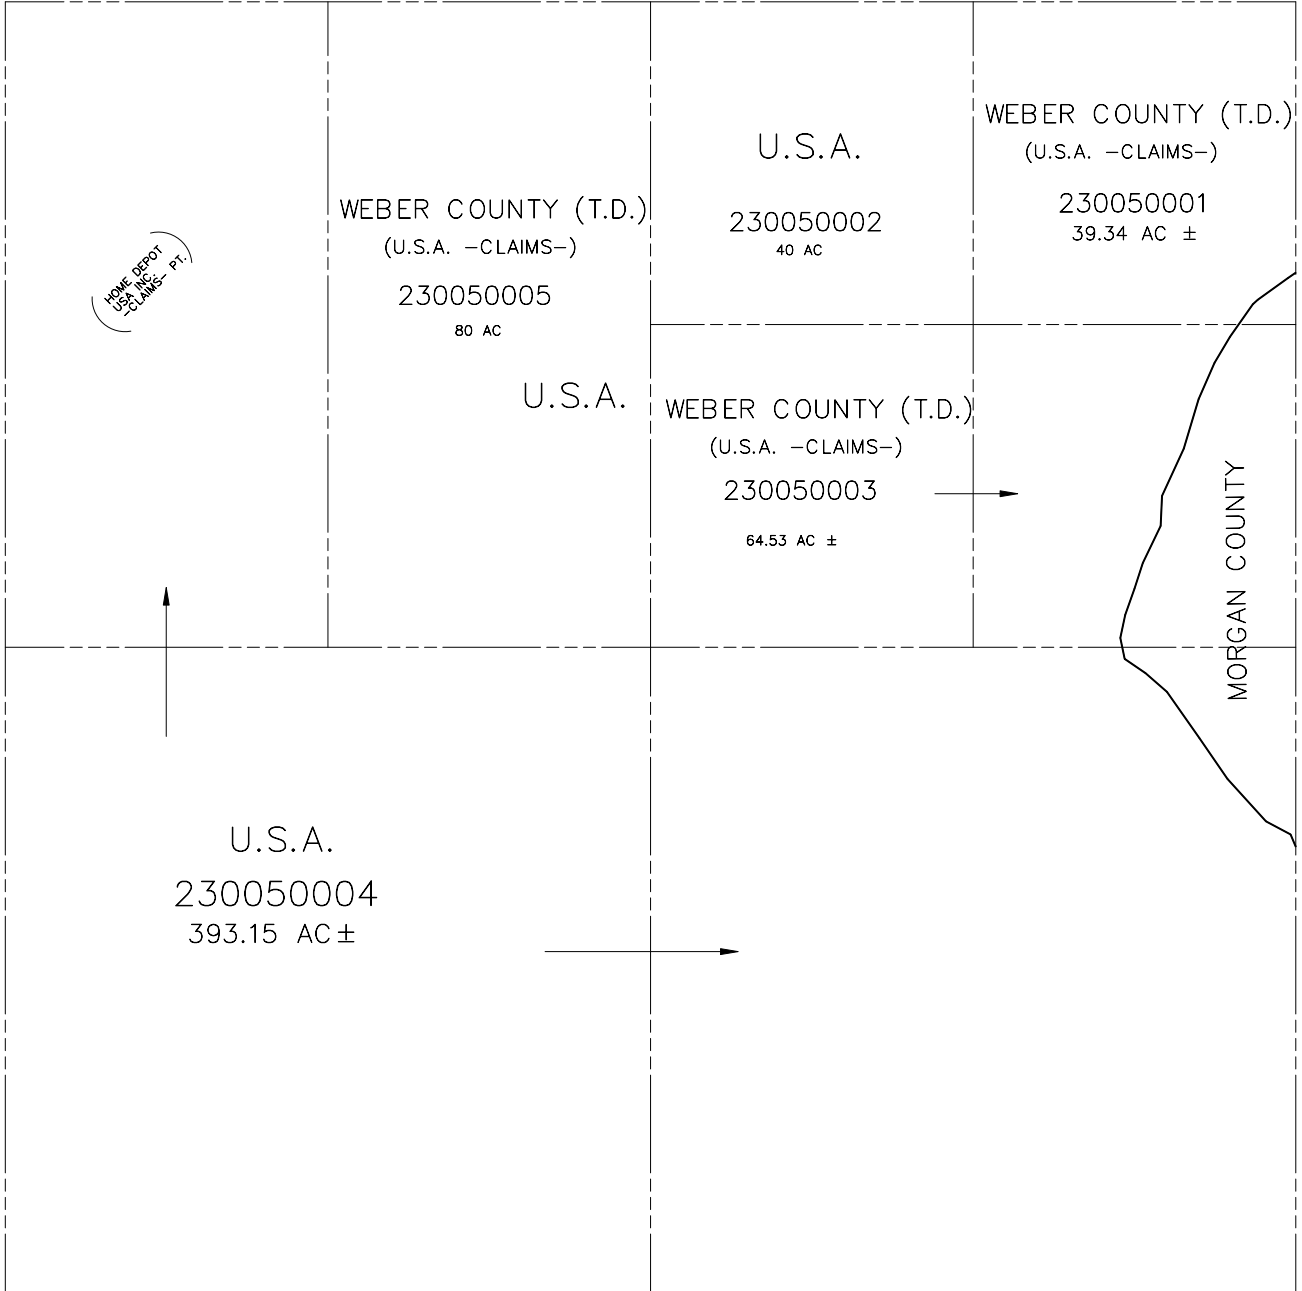 HOME DEPOT
USA INC.
-CLAIMS- PT.
WEBER COUNTY (T.D.)
(U.S.A. -CLAIMS-)
230050005
80 AC
U.S.A.
U.S.A.
230050002
40 AC
WEBER COUNTY (T.D.)
(U.S.A. -CLAIMS-)
230050001
39.34 AC ±
WEBER COUNTY (T.D.)
(U.S.A. -CLAIMS-)
230050003
64.53 AC ±
MORGAN COUNTY
U.S.A.
230050004
393.15 AC±